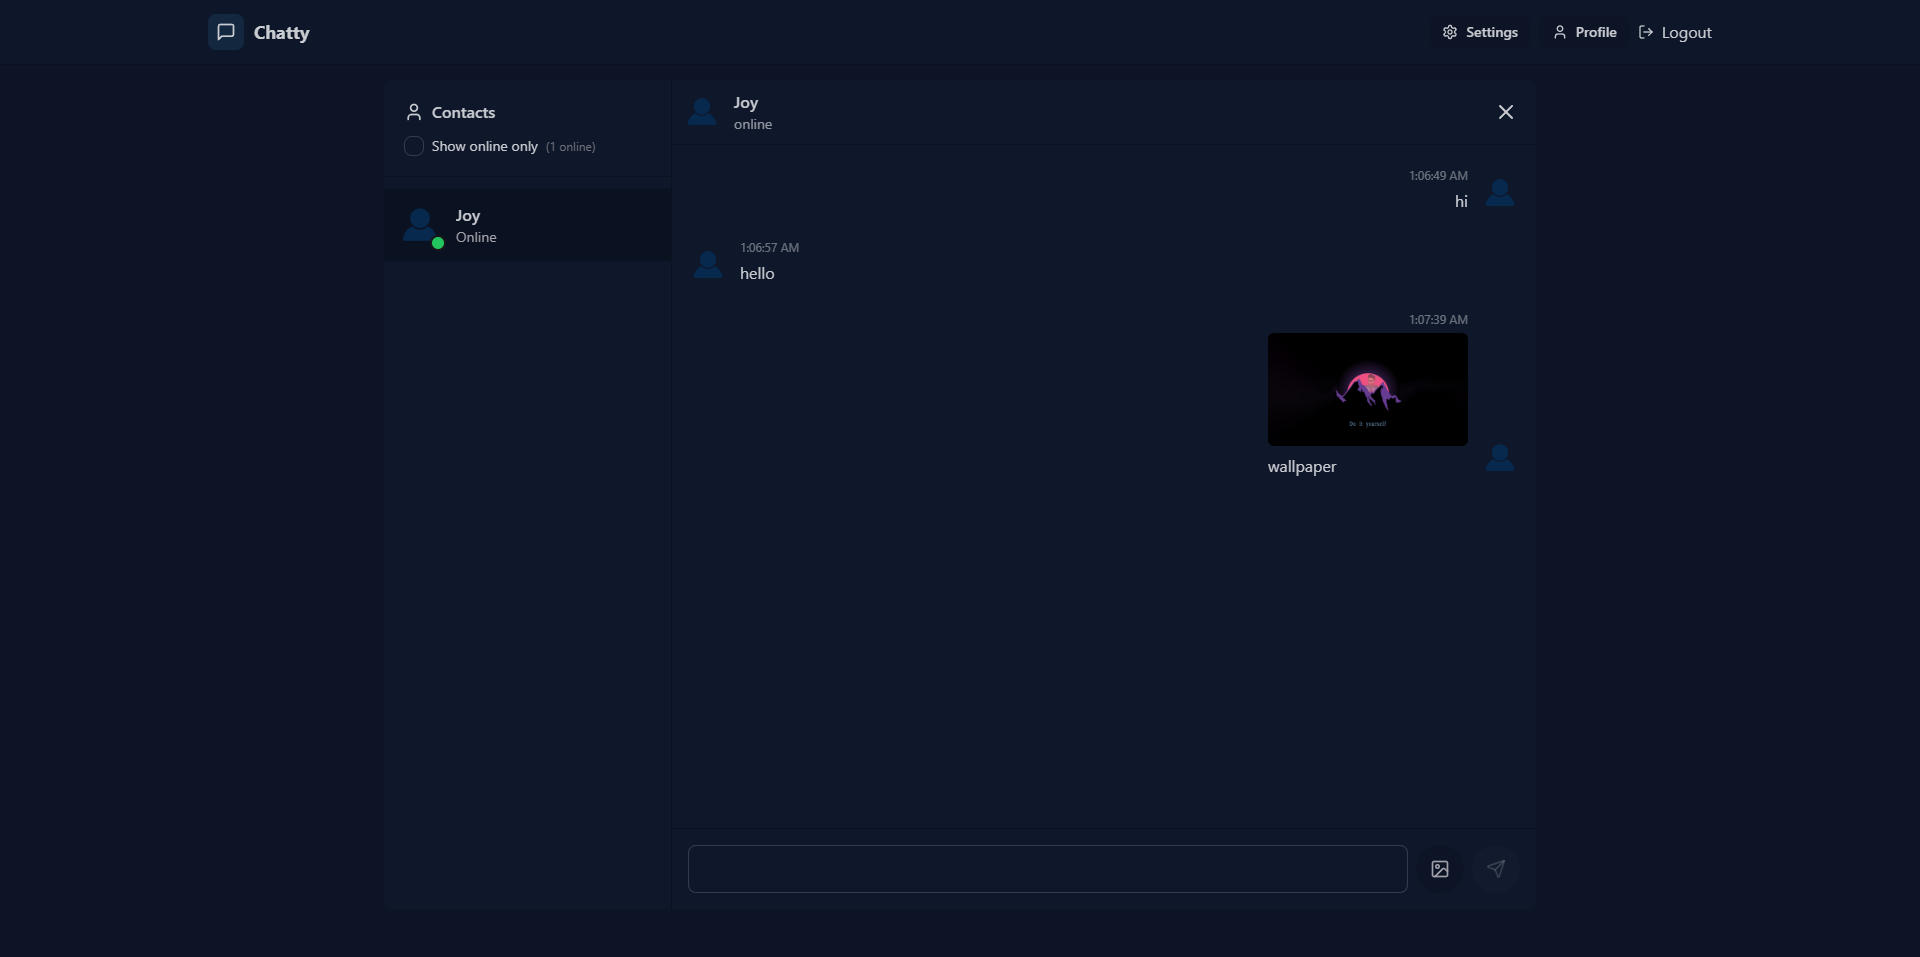 Chatty
Settings
Profile
Logout
Contacts
Show online only (1 online)
Joy
Online
Joy
online
1:06:49 AM
hi
1:06:57 AM
hello
1:07:39 AM
Do it yourself
wallpaper